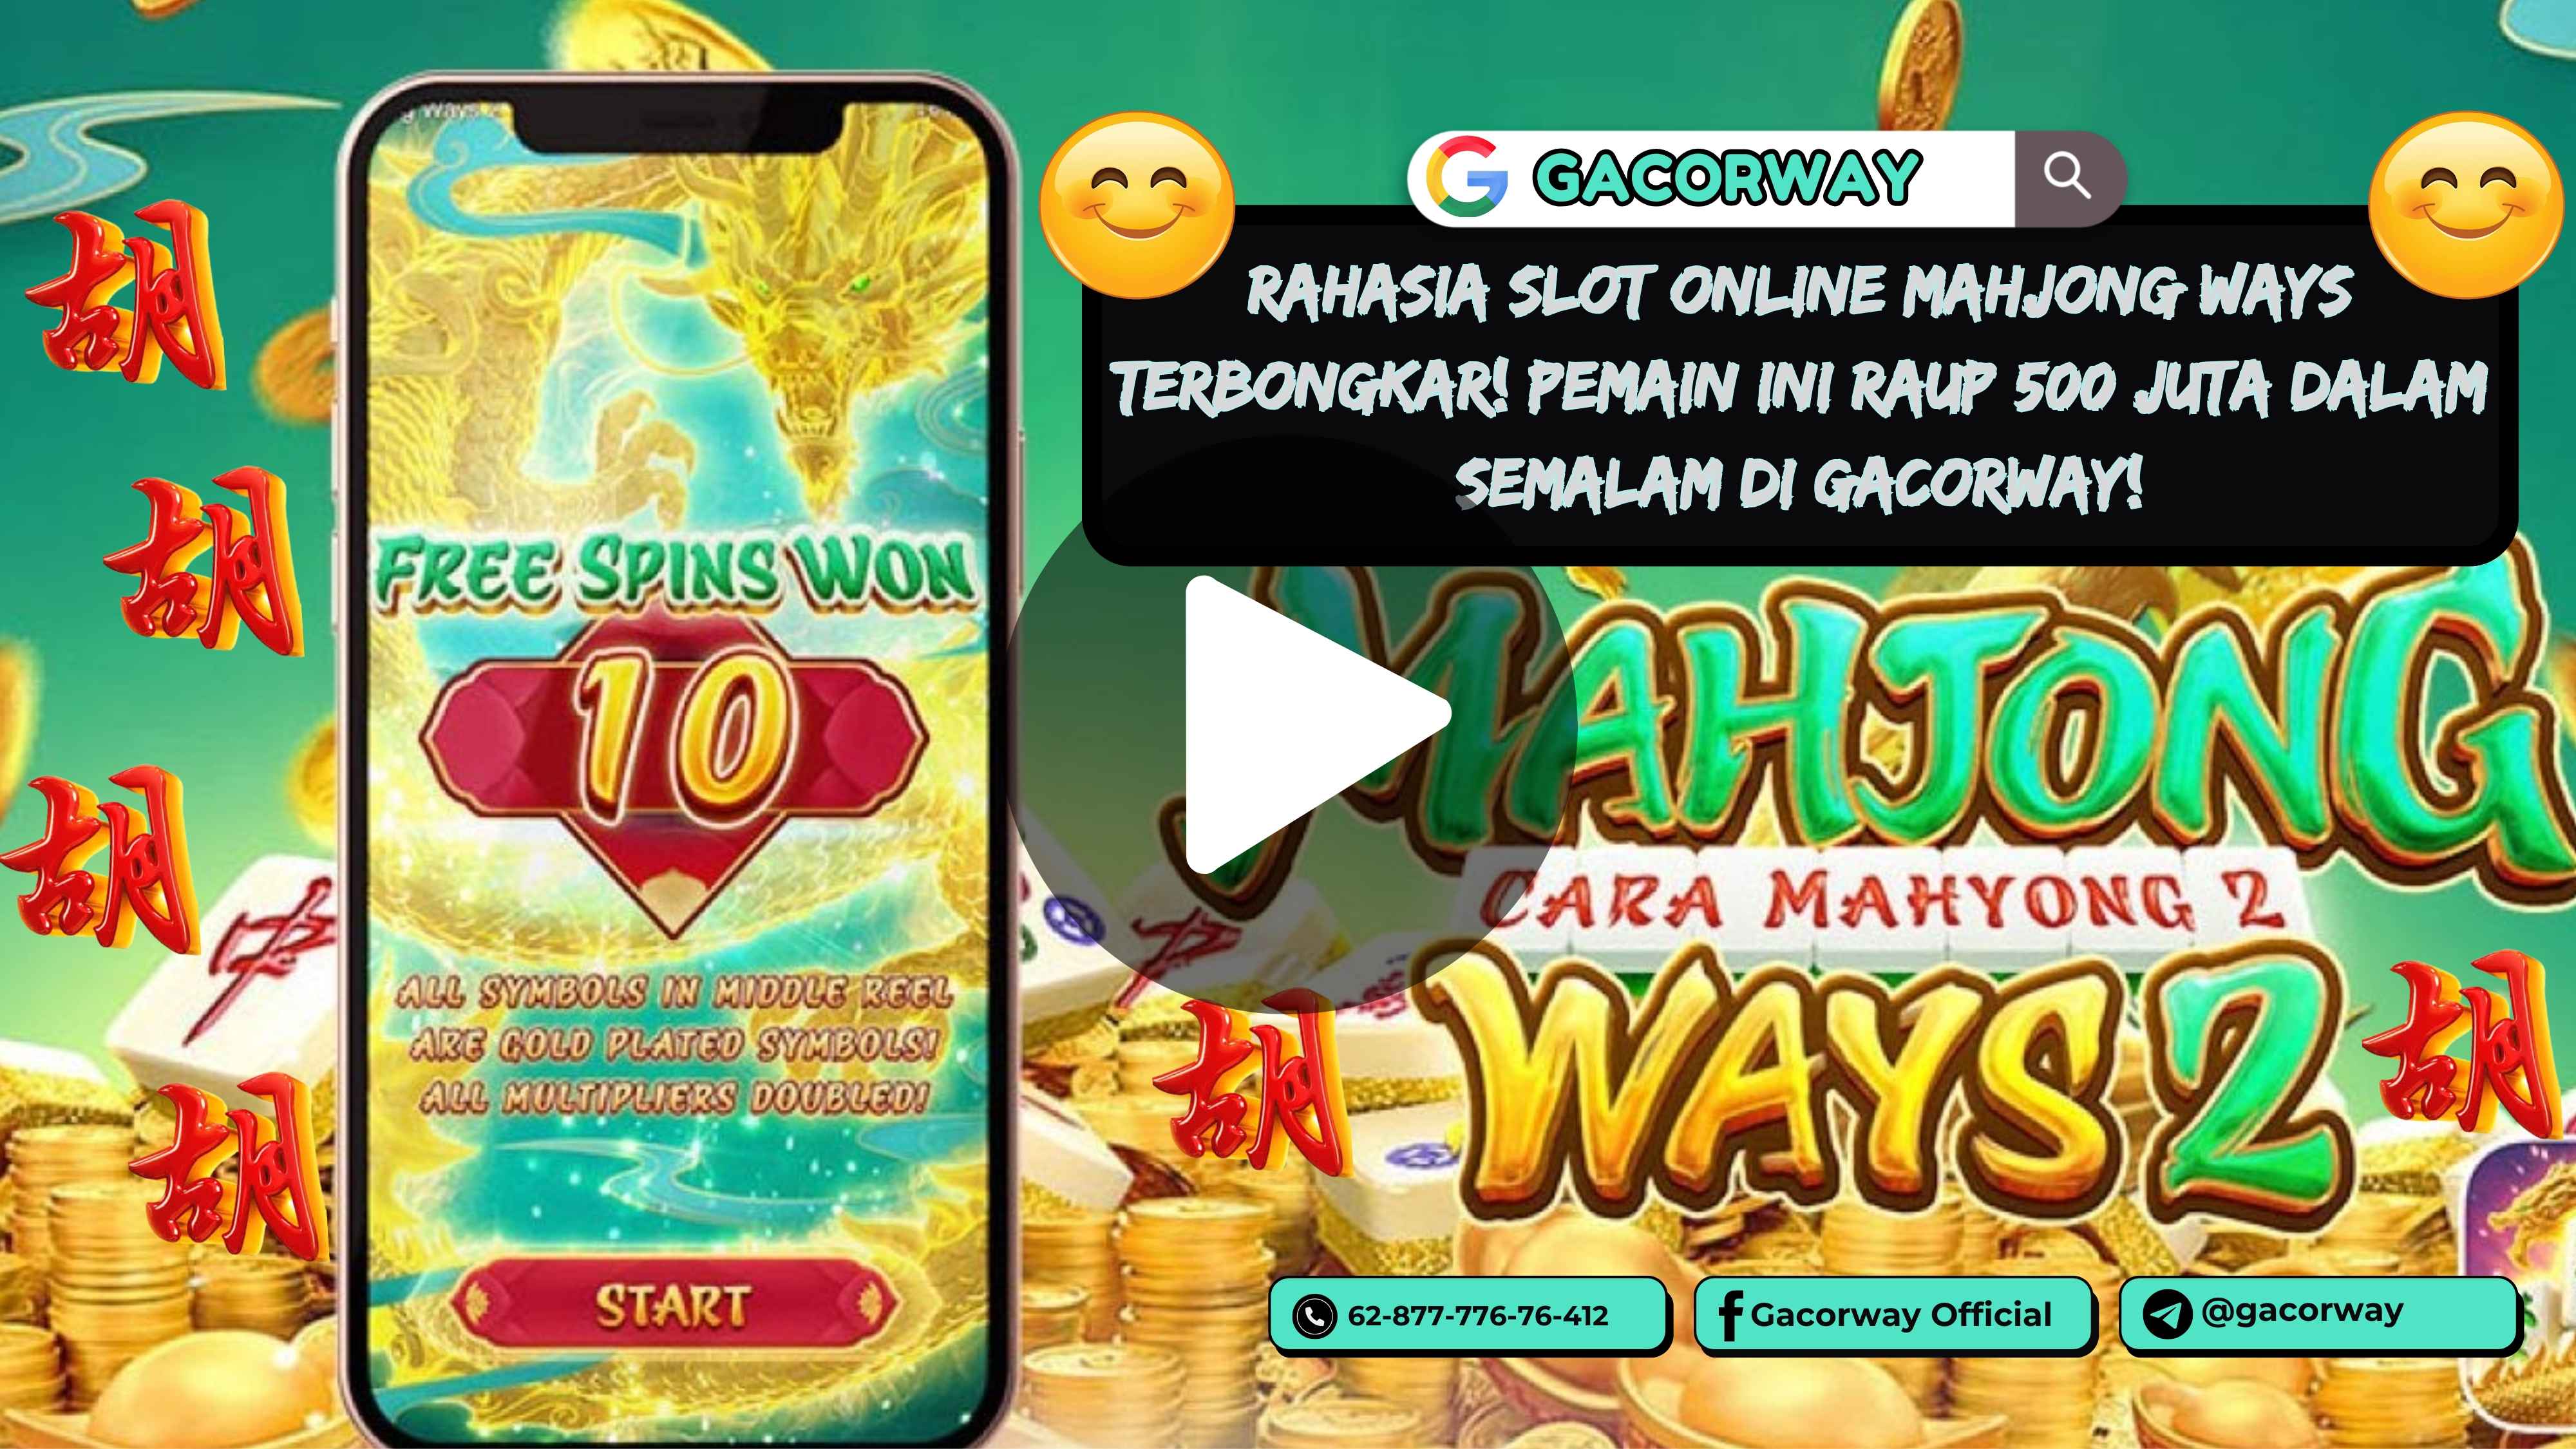 GACORWAY
RAHASIA SLOT ONLINE MAHJONG WAYS
TERBONGKAR! PEMAIN INI RAUP 500 JUTA DALAM
SEMALAM DI GACORWAY!
FREE SPINS WON
10
ALL SYMBOLS IN MIDDLE REEL
ARE GOLD PLATED SYMBOLS!
ALL MULTIPLIERS DOUBLED!
START
MAHJONG
CARA MAHYONG 2
WAYS 2
胡
胡
胡
胡
胡
胡
中
62-877-776-76-412
Gacorway Official
@gacorway